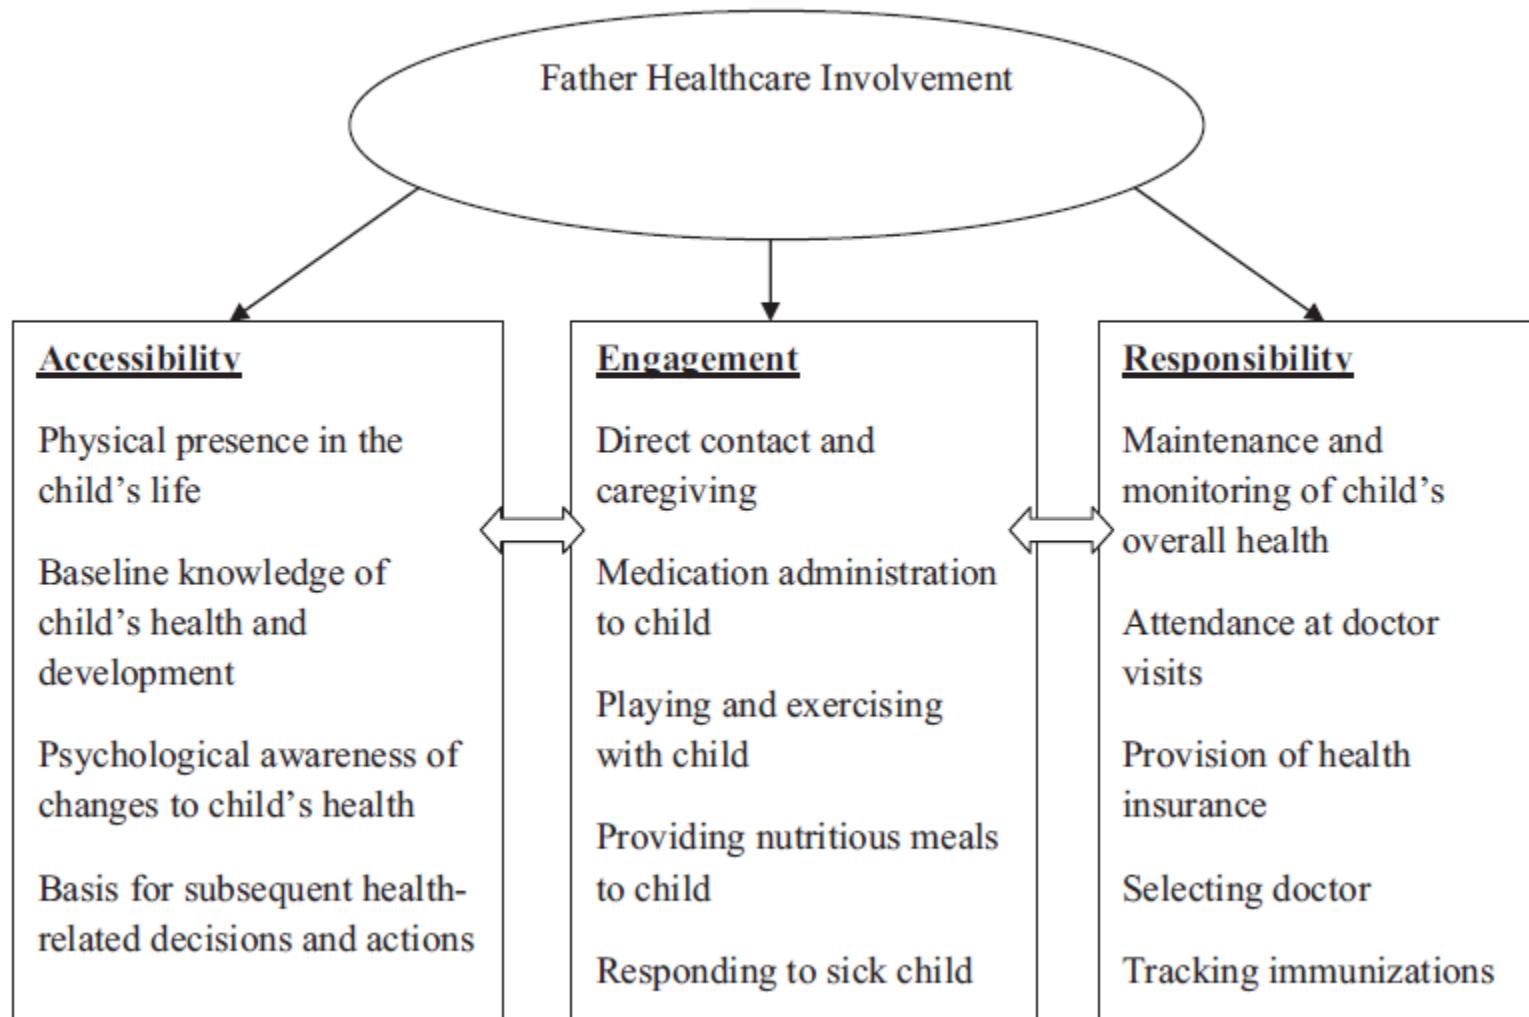 Father Healthcare Involvement
Accessibility
Physical presence in the
child’s life
Baseline knowledge of
child’s health and
development
Psychological awareness of
changes to child’s health
Basis for subsequent health-
related decisions and actions
Engagement
Direct contact and
caregiving
Medication administration
to child
Playing and exercising
with child
Providing nutritious meals
to child
Responding to sick child
Responsibility
Maintenance and
monitoring of child’s
overall health
Attendance at doctor
visits
Provision of health
insurance
Selecting doctor
Tracking immunizations